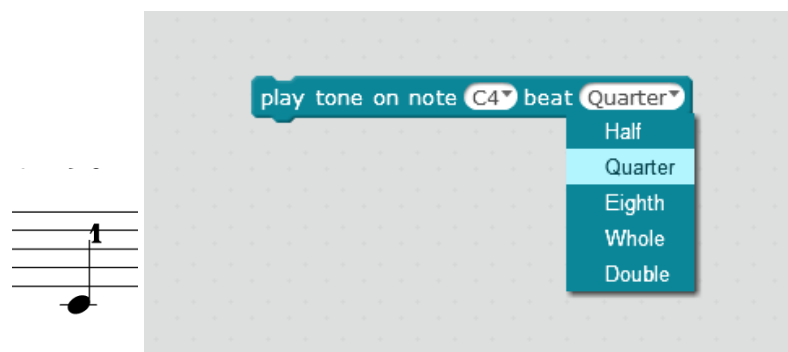 play tone on note C4 beat Quarter
Half
Quarter
Eighth
Whole
Double
1